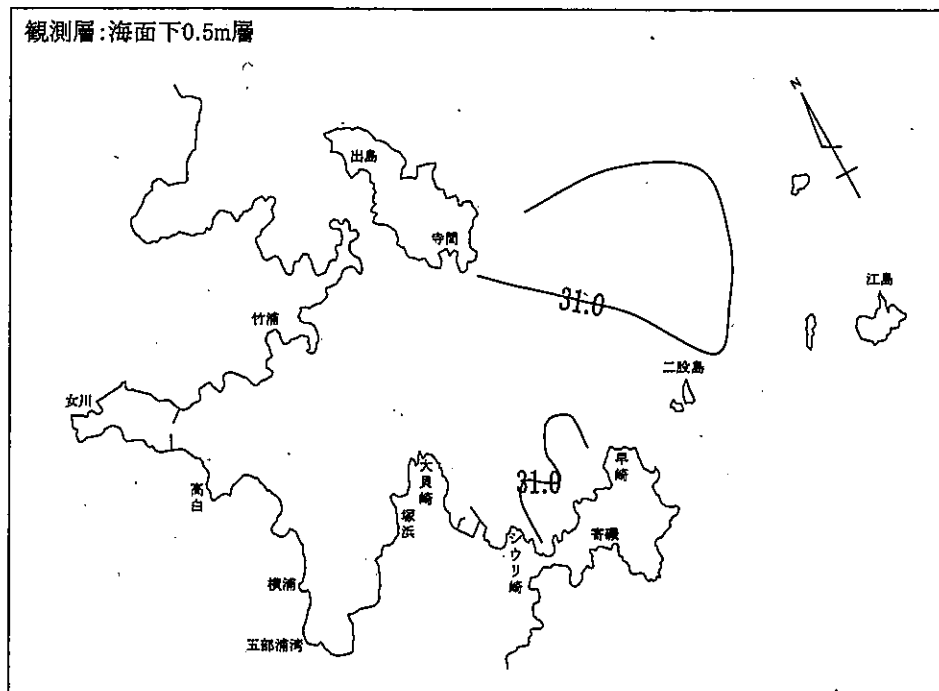 観測層:海面下0.5m層
N
出島
寺間
江島
31.0
竹浦
二股島
女川
大貝崎
早崎
31.0
高白
塚浜
シウリ崎
寄磯
横浦
五部浦湾